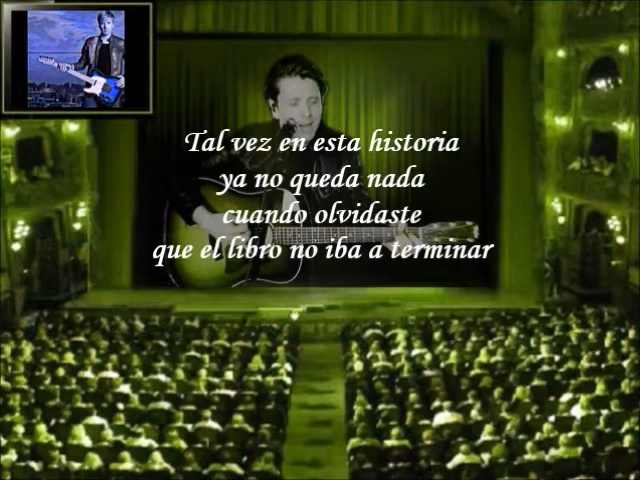 Tal vez en esta historia
ya no queda nada
cuando olvidaste
que el libro no iba a terminar